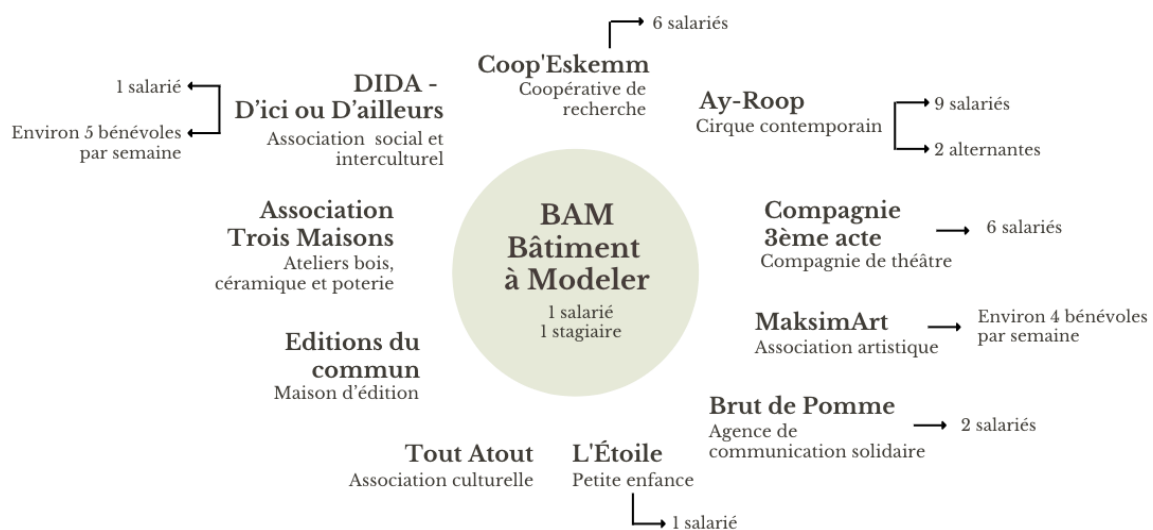 6 salariés
Coop'Eskemm
Coopérative de
recherche
DIDA -
D'ici ou D'ailleurs
Association social et
interculturel
1 salarié
Environ 5 bénévoles
par semaine
Ay-Roop
Cirque contemporain
9 salariés
2 alternantes
Association
Trois Maisons
Ateliers bois,
céramique et poterie
BAM
Bâtiment
à Modeler
1 salarié
1 stagiaire
Compagnie
3ème acte
Compagnie de théâtre
6 salariés
MaksimArt
Association artistique
Environ 4 bénévoles
par semaine
Editions du
commun
Maison d'édition
Brut de Pomme
Agence de
communication solidaire
2 salariés
Tout Atout
Association culturelle
L'Étoile
Petite enfance
1 salarié